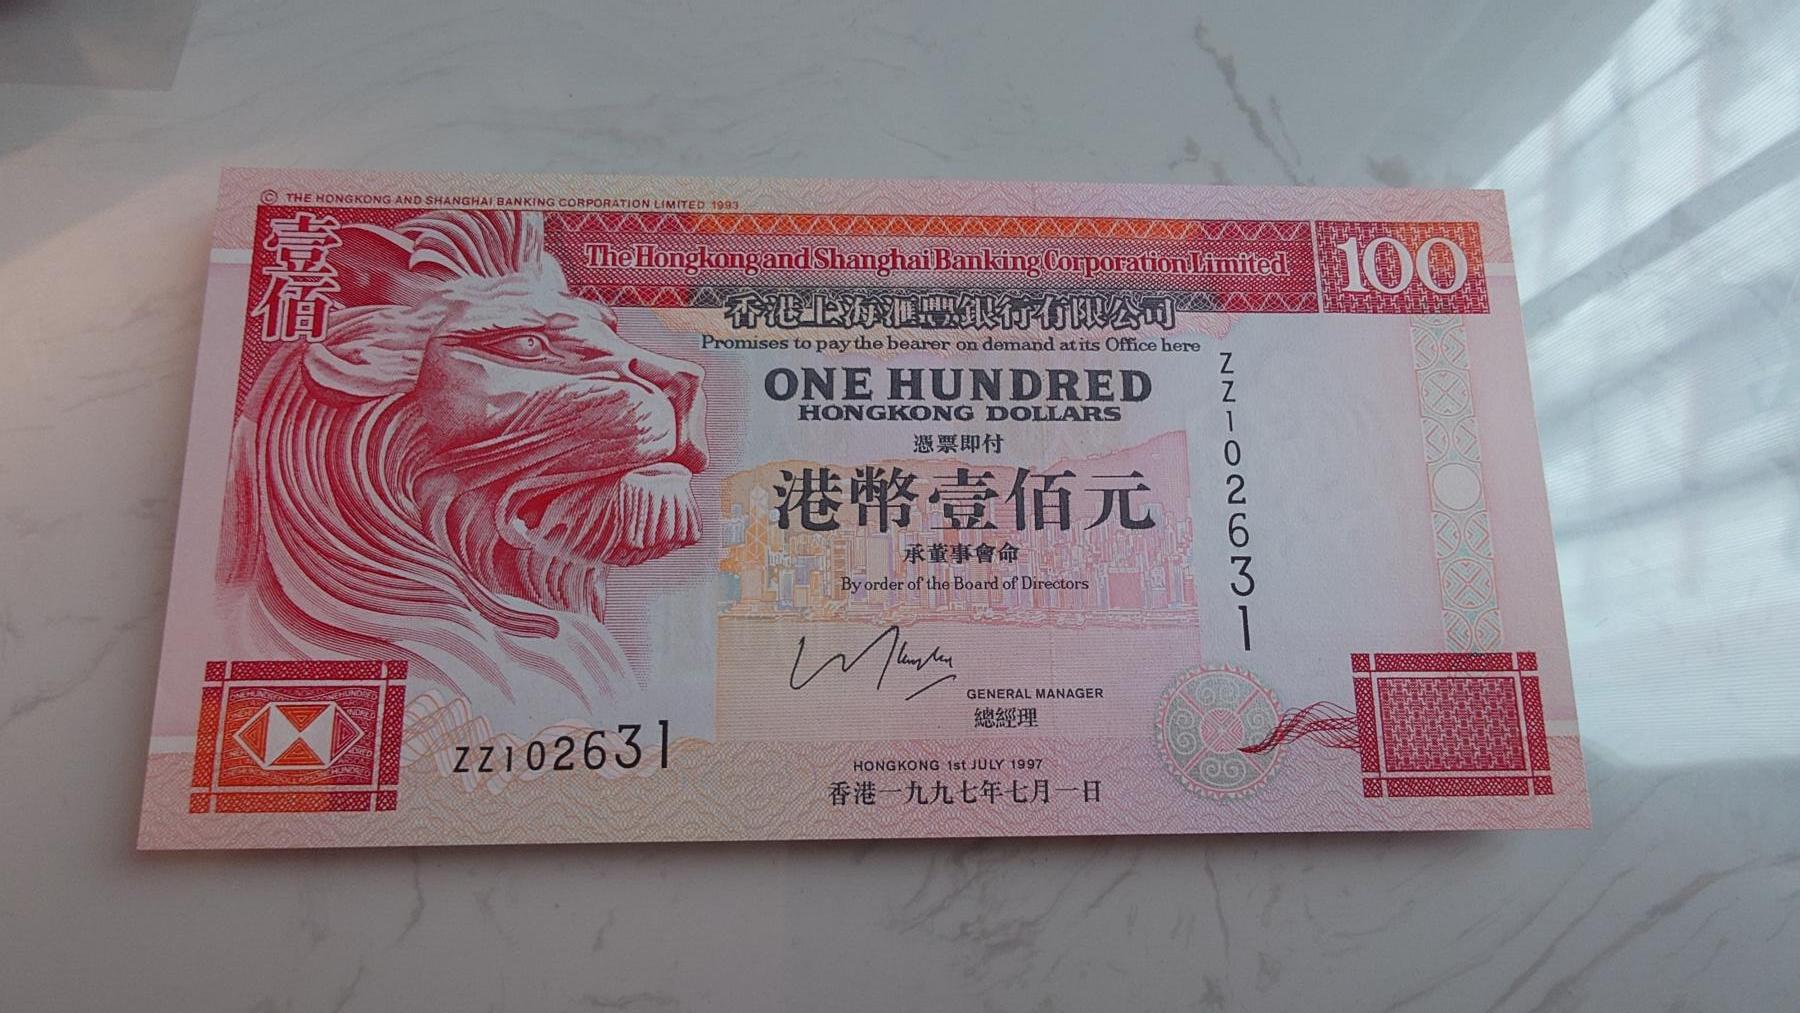 © THE HONGKONG AND SHANGHAI BANKING CORPORATION LIMITED 1993
壹佰
The Hongkong and Shanghai Banking Corporation Limited
100
香港上海滙豐銀行有限公司
Promises to pay the bearer on demand at its Office here
ONE HUNDRED
HONGKONG DOLLARS
憑票即付
港幣壹佰元
承董事會命
By order of the Board of Directors
ZZ102631
GENERAL MANAGER
總經理
ZZ102631
HONGKONG 1st JULY 1997
香港一九九七年七月一日